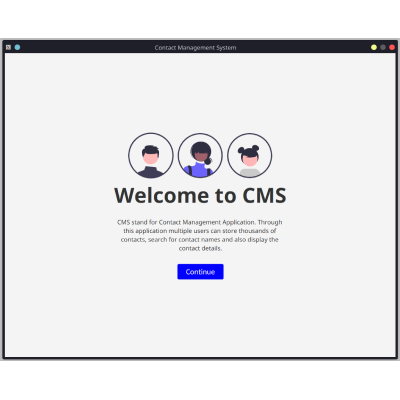 Contact Management System
Welcome to CMS
CMS stand for Contact Management Application. Through
this application multiple users can store thousands of
contacts, search for contact names and also display the
contact details.
Continue